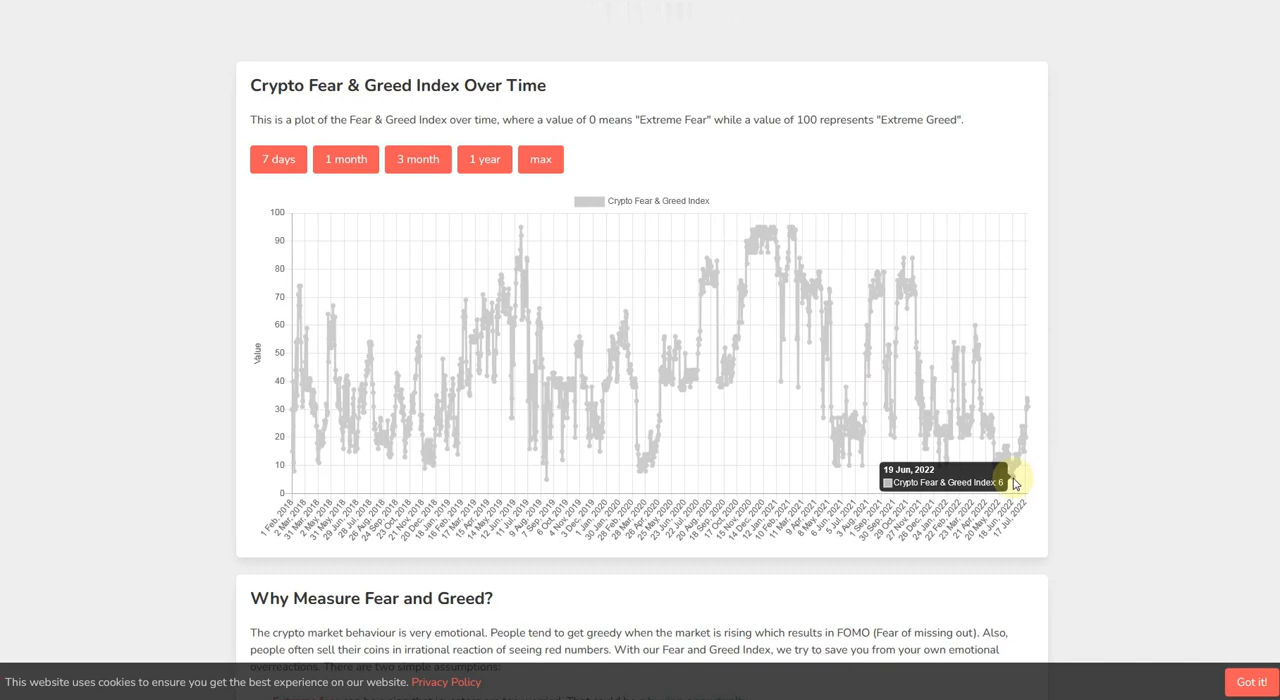 Crypto Fear & Greed Index Over Time
This is a plot of the Fear & Greed Index over time, where a value of 0 means "Extreme Fear" while a value of 100 represents "Extreme Greed".
7 days 1 month 3 month 1 year max
Crypto Fear & Greed Index
100
90
80
70
60
50
40
30
20
10
0
Value
19 Jun, 2022
Crypto Fear & Greed Index 6
1 Feb, 2018
2 Mar, 2018
31 Mar, 2018
2 May, 2018
31 May, 2018
29 Jun, 2018
28 Jul, 2018
26 Aug, 2018
24 Sep, 2018
23 Oct, 2018
21 Nov, 2018
20 Dec, 2018
18 Jan, 2019
16 Feb, 2019
17 Mar, 2019
15 Apr, 2019
14 May, 2019
12 Jun, 2019
11 Jul, 2019
9 Aug, 2019
7 Sep, 2019
6 Oct, 2019
4 Nov, 2019
3 Dec, 2019
1 Jan, 2020
30 Jan, 2020
28 Feb, 2020
28 Mar, 2020
26 Apr, 2020
25 May, 2020
23 Jun, 2020
22 Jul, 2020
20 Aug, 2020
18 Sep, 2020
17 Oct, 2020
15 Nov, 2020
14 Dec, 2020
12 Jan, 2021
10 Feb, 2021
11 Mar, 2021
9 Apr, 2021
8 May, 2021
6 Jun, 2021
5 Jul, 2021
3 Aug, 2021
1 Sep, 2021
30 Sep, 2021
29 Oct, 2021
27 Nov, 2021
26 Dec, 2021
24 Jan, 2022
22 Feb, 2022
23 Mar, 2022
21 Apr, 2022
20 May, 2022
18 Jun, 2022
17 Jul, 2022
Why Measure Fear and Greed?
The crypto market behaviour is very emotional. People tend to get greedy when the market is rising which results in FOMO (Fear of missing out). Also,
people often sell their coins in irrational reaction of seeing red numbers. With our Fear and Greed Index, we try to save you from your own emotional
overreactions. There are two simple assumptions:
This website uses cookies to ensure you get the best experience on our website. Privacy Policy
Got it!